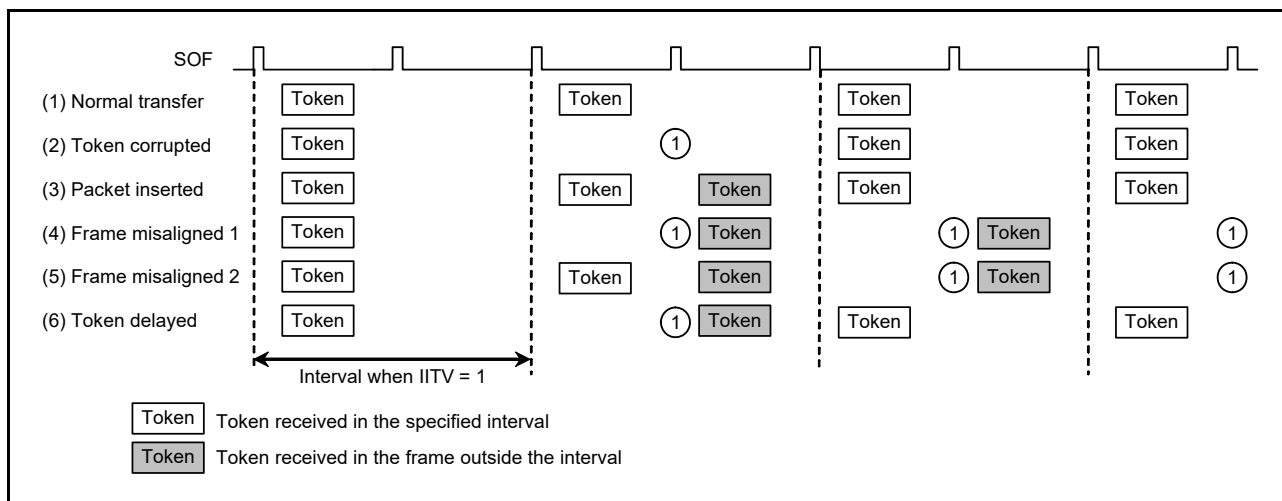 SOF
(1) Normal transfer Token Token Token Token
(2) Token corrupted Token 1 Token Token
(3) Packet inserted Token Token Token Token Token
(4) Frame misaligned 1 Token 1 Token 1 Token 1
(5) Frame misaligned 2 Token Token Token 1 Token 1
(6) Token delayed Token 1 Token Token Token
Interval when IITV = 1
Token Token received in the specified interval
Token Token received in the frame outside the interval